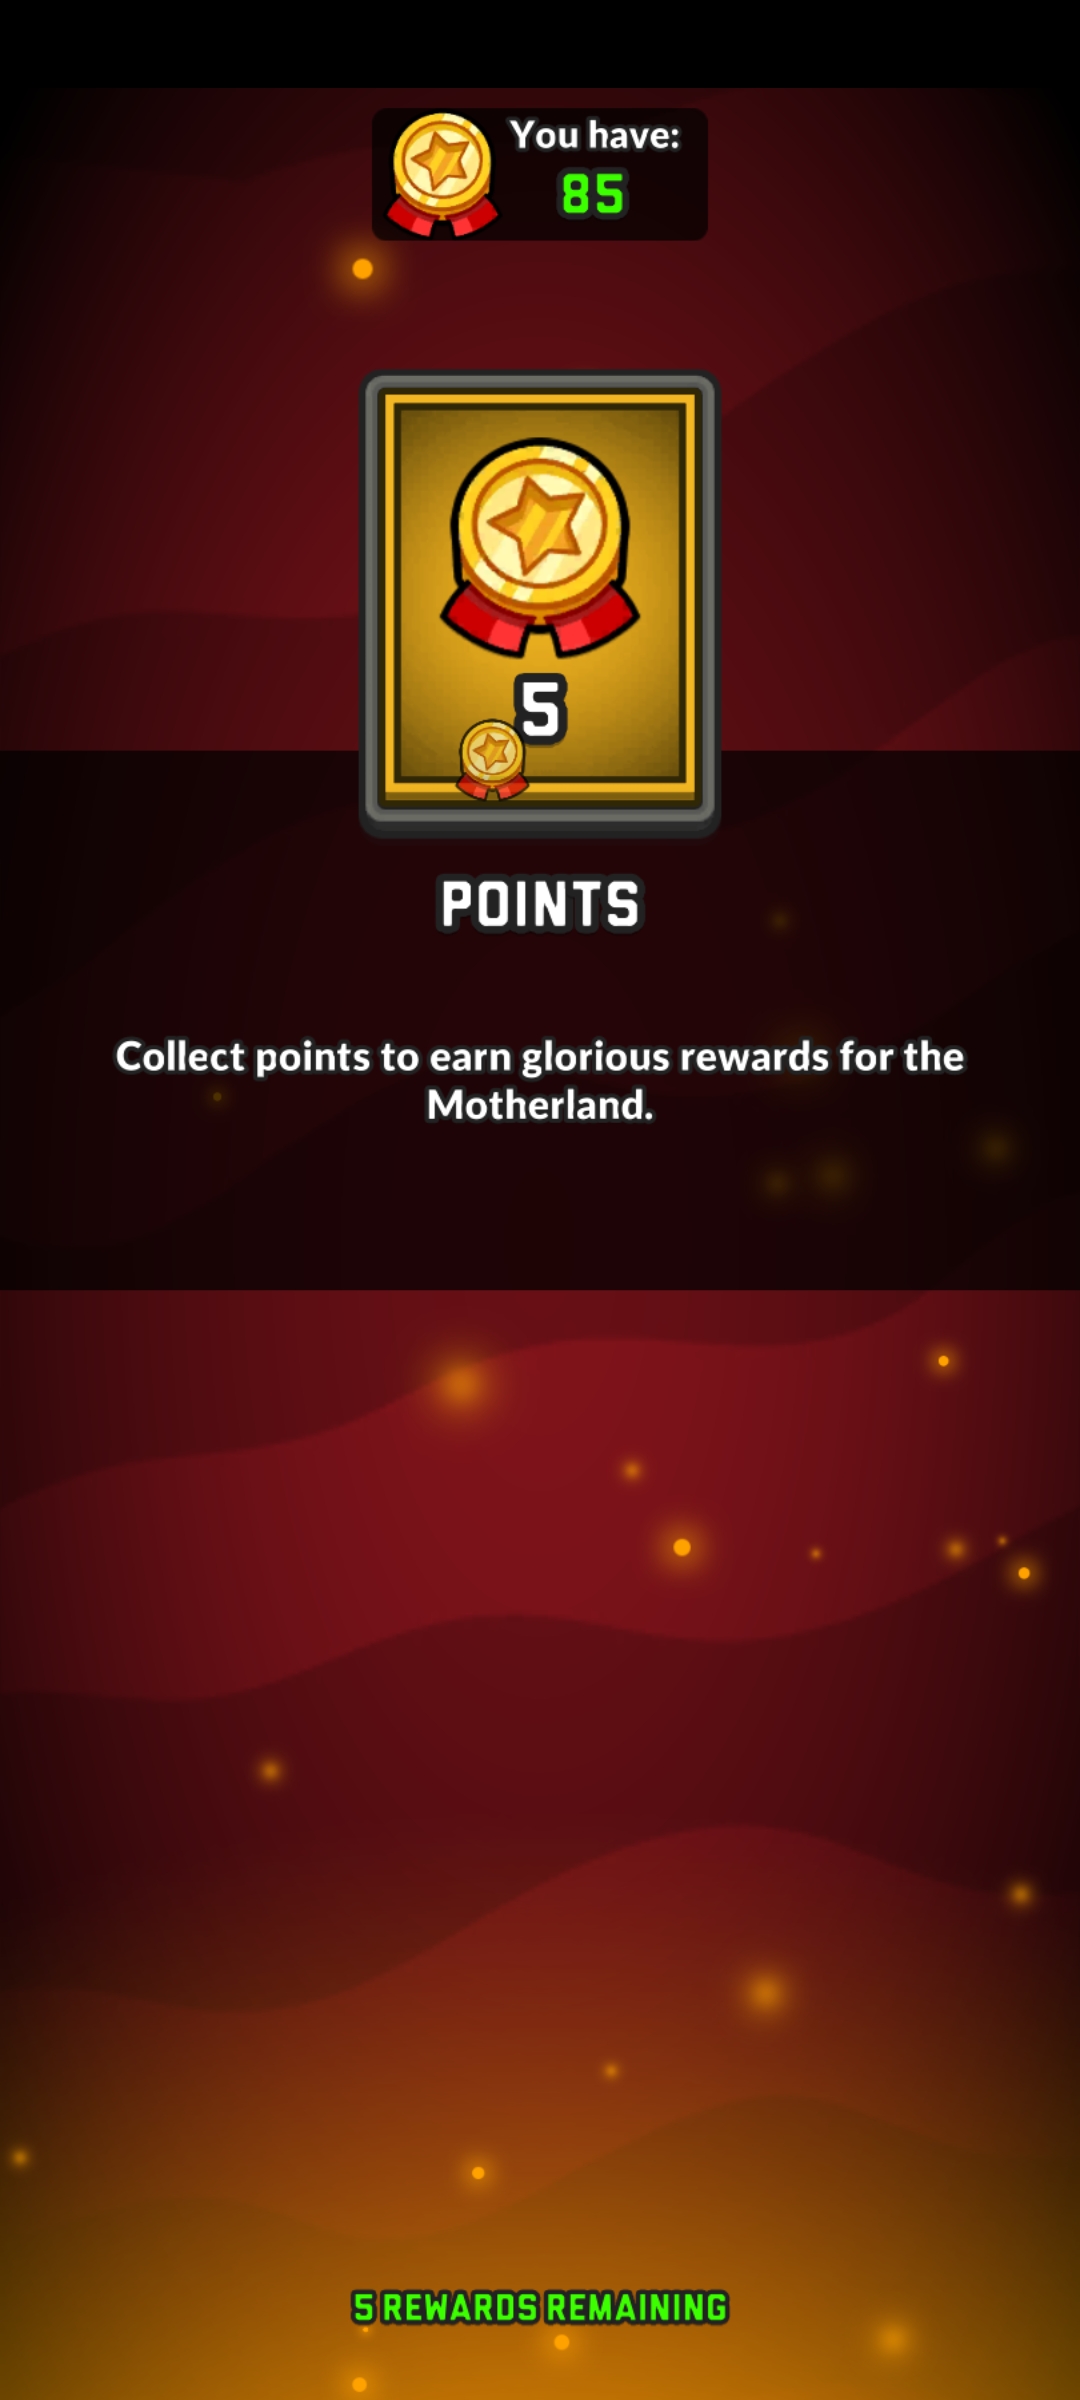 You have:
85
5
POINTS
Collect points to earn glorious rewards for the
Motherland.
5 REWARDS REMAINING